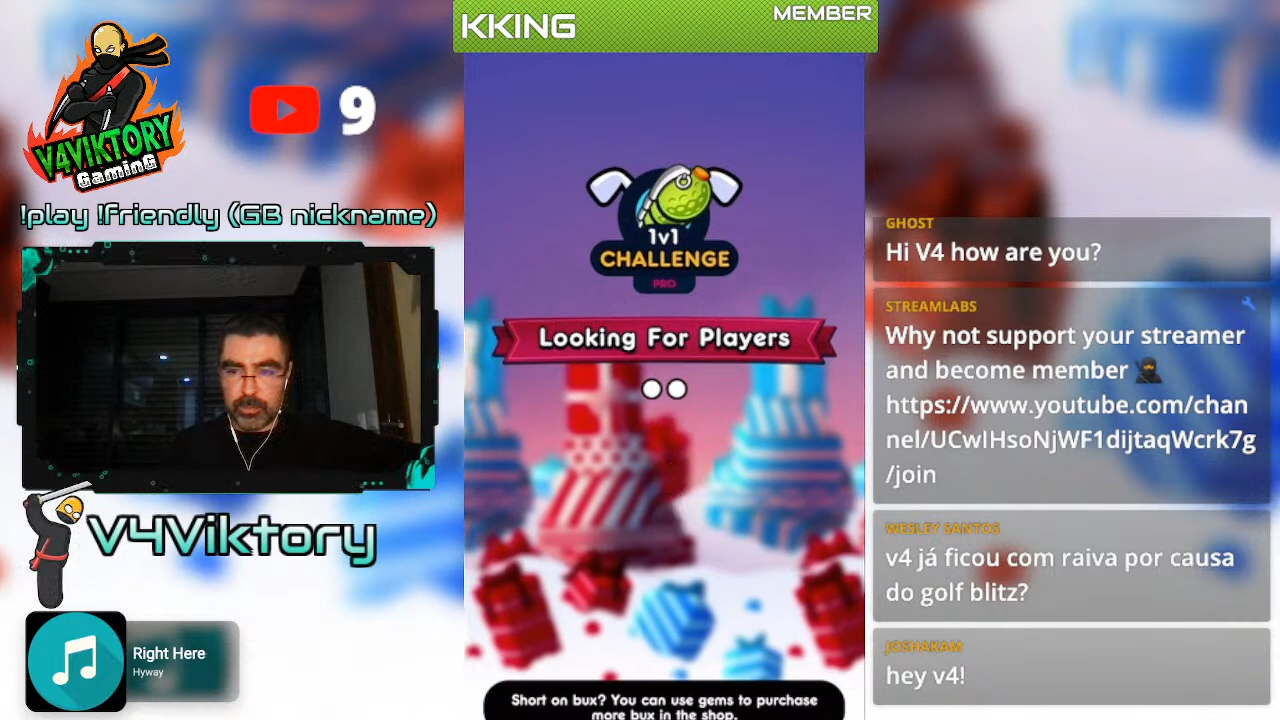 KKING
MEMBER
V4VIKTORY
GaminG
9
!play !friendly (GB nickname)
1v1
CHALLENGE
PRO
Looking For Players
GHOST
Hi V4 how are you?
STREAMLABS
Why not support your streamer
and become member
https://www.youtube.com/chan
nel/UCwIHsoNjWF1dijtaqWcrk7g
/join
WESLEY SANTOS
v4 já ficou com raiva por causa
do golf blitz?
JOSHAKAM
hey v4!
V4Viktory
Right Here
Hyway
Short on bux? You can use gems to purchase
more bux in the shop.